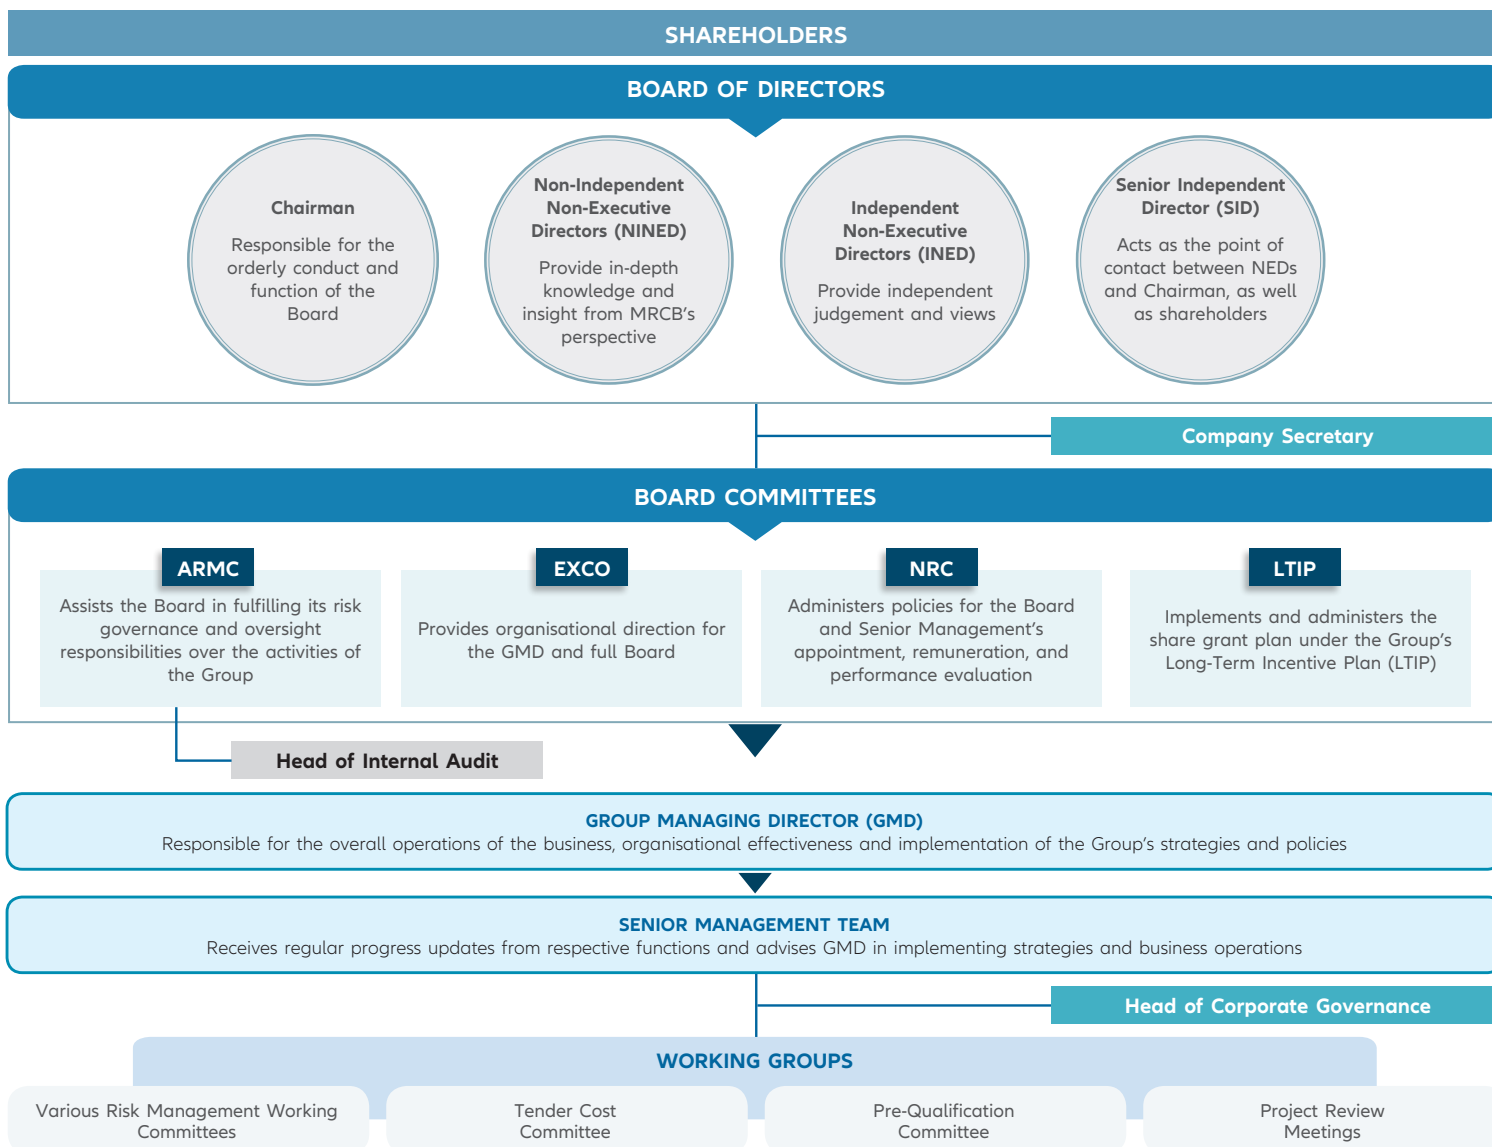 SHAREHOLDERS
BOARD OF DIRECTORS
Chairman
Responsible for the
orderly conduct and
function of the
Board
Non-Independent
Non-Executive
Directors (NINED)
Provide in-depth
knowledge and
insight from MRCB's
perspective
Independent
Non-Executive
Directors (INED)
Provide independent
judgement and views
Senior Independent
Director (SID)
Acts as the point of
contact between NEDs
and Chairman, as well
as shareholders
Company Secretary
BOARD COMMITTEES
ARMC
Assists the Board in fulfilling its risk
governance and oversight
responsibilities over the activities of
the Group
EXCO
Provides organisational direction for
the GMD and full Board
NRC
Administers policies for the Board
and Senior Management's
appointment, remuneration, and
performance evaluation
LTIP
Implements and administers the
share grant plan under the Group's
Long-Term Incentive Plan (LTIP)
Head of Internal Audit
GROUP MANAGING DIRECTOR (GMD)
Responsible for the overall operations of the business, organisational effectiveness and implementation of the Group's strategies and policies
SENIOR MANAGEMENT TEAM
Receives regular progress updates from respective functions and advises GMD in implementing strategies and business operations
Head of Corporate Governance
WORKING GROUPS
Various Risk Management Working
Committees
Tender Cost
Committee
Pre-Qualification
Committee
Project Review
Meetings